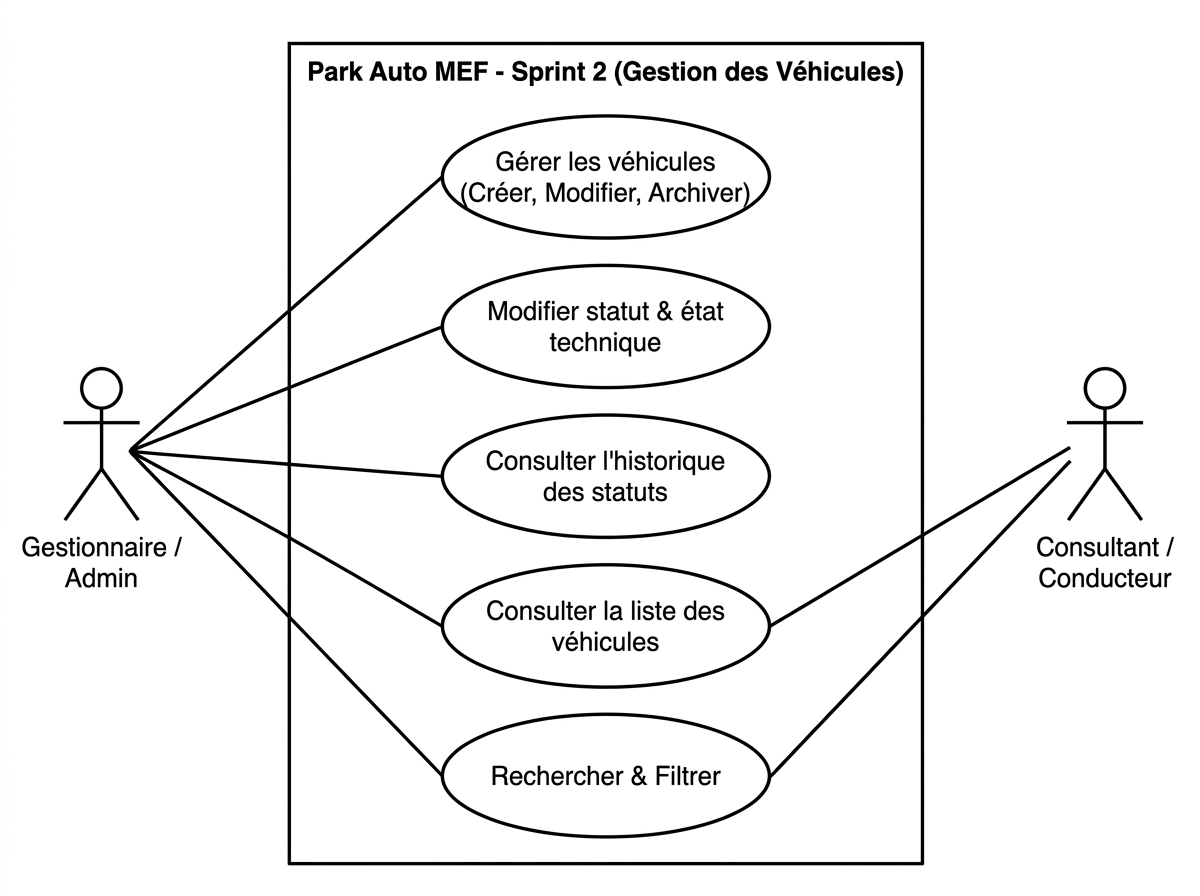 Park Auto MEF - Sprint 2 (Gestion des Véhicules)
Gérer les véhicules
(Créer, Modifier, Archiver)
Modifier statut & état
technique
Consulter l'historique
des statuts
Gestionnaire /
Admin
Consultant /
Conducteur
Consulter la liste des
véhicules
Rechercher & Filtrer